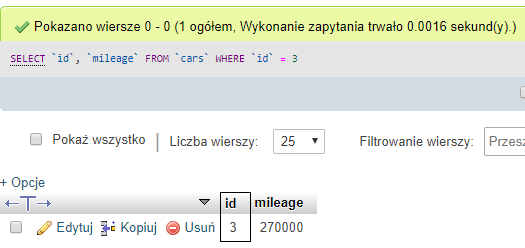 Pokazano wiersze 0 - 0 (1 ogółem, Wykonanie zapytania trwało 0.0016 sekund(y).)
SELECT `id`, `mileage` FROM `cars` WHERE `id` = 3
Pokaż wszystko | Liczba wierszy: 25 Filtrowanie wierszy: Przesz
+ Opcje
←T→ id mileage
Edytuj Kopiuj Usuń 3 270000